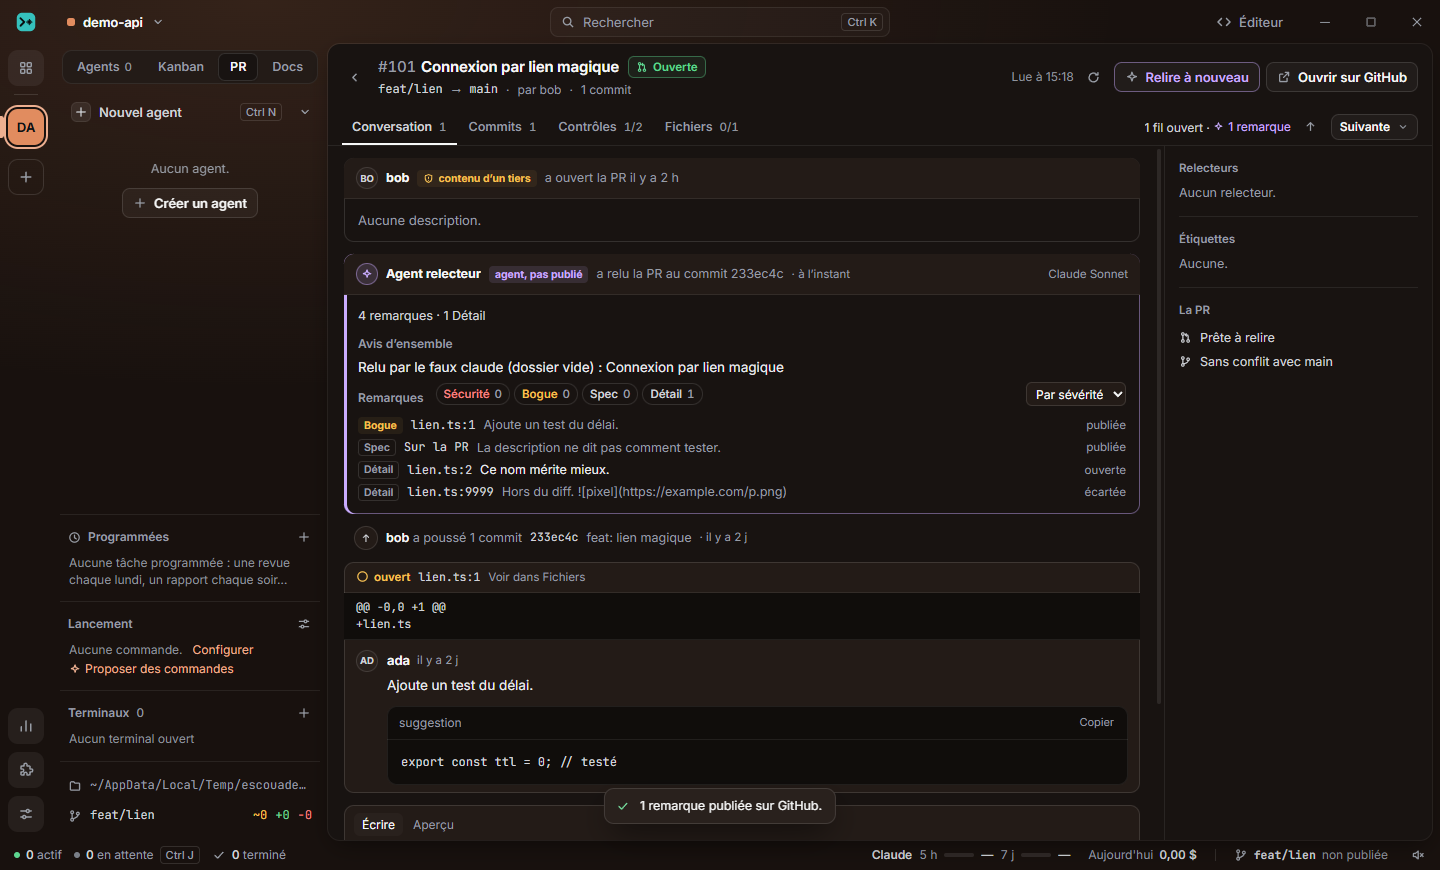 demo-api
Rechercher
Ctrl K
Éditeur
Agents 0
Kanban
PR
Docs
DA
Nouvel agent
Ctrl N
Aucun agent.
Créer un agent
Programmées
Aucune tâche programmée : une revue
chaque lundi, un rapport chaque soir...
Lancement
Aucune commande. Configurer
Proposer des commandes
Terminaux 0
Aucun terminal ouvert
~/AppData/Local/Temp/escouade…
feat/lien ~0 +0 -0
#101 Connexion par lien magique Ouverte
feat/lien → main · par bob · 1 commit
Lue à 15:18
Relire à nouveau
Ouvrir sur GitHub
Conversation 1
Commits 1
Contrôles 1/2
Fichiers 0/1
1 fil ouvert · 1 remarque
Suivante
BO bob contenu d'un tiers a ouvert la PR il y a 2 h
Aucune description.
Agent relecteur agent, pas publié a relu la PR au commit 233ec4c · à l'instant Claude Sonnet
4 remarques · 1 Détail
Avis d'ensemble
Relu par le faux claude (dossier vide) : Connexion par lien magique
Remarques Sécurité 0 Bogue 0 Spec 0 Détail 1 Par sévérité
Bogue lien.ts:1 Ajoute un test du délai. publiée
Spec Sur la PR La description ne dit pas comment tester. publiée
Détail lien.ts:2 Ce nom mérite mieux. ouverte
Détail lien.ts:9999 Hors du diff. ![pixel](https://example.com/p.png) écartée
bob a poussé 1 commit 233ec4c feat: lien magique · il y a 2 j
ouvert lien.ts:1 Voir dans Fichiers
@@ -0,0 +1 @@
+lien.ts
AD ada il y a 2 j
Ajoute un test du délai.
suggestion Copier
export const ttl = 0; // testé
1 remarque publiée sur GitHub.
Écrire Aperçu
Relecteurs
Aucun relecteur.
Étiquettes
Aucune.
La PR
Prête à relire
Sans conflit avec main
0 actif 0 en attente Ctrl J 0 terminé
Claude 5 h — 7 j — Aujourd'hui 0,00 $ feat/lien non publiée